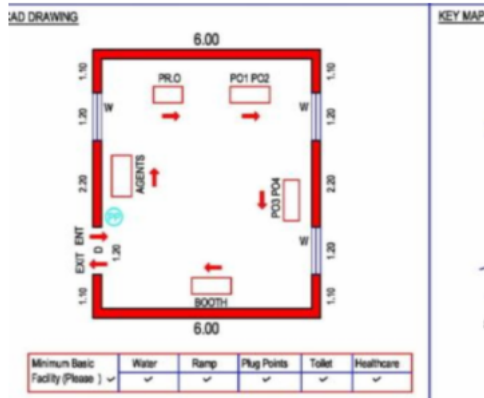 CAD DRAWING
KEY MAP
6.00
1.10
PR.O
PO1 PO2
1.10
1.20
W
W
1.20
2.20
AGENTS
PO3 PO4
2.20
ENT
EXIT
D
1.20
W
1.20
BOOTH
1.10
1.10
6.00
Minimum Basic Water Ramp Plug Points Toilet Healthcare
Facility (Please )